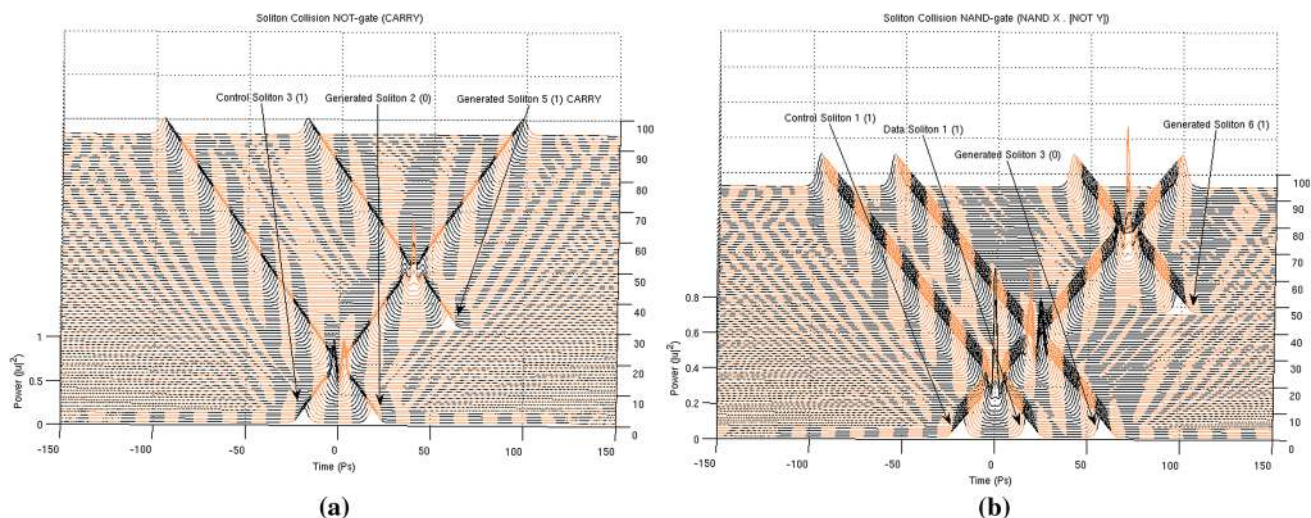 Soliton Collision NOT-gate (CARRY)
Control Soliton 3 (1)
Generated Soliton 2 (0)
Generated Soliton 5 (1) CARRY
100
90
80
70
60
50
40
30
20
10
0
1
0.5
0
Power (|u|²)
-150
-100
-50
0
50
100
150
Time (Ps)
(a)
Soliton Collision NAND-gate (NAND X . [NOT Y])
Control Soliton 1 (1)
Data Soliton 1 (1)
Generated Soliton 3 (0)
Generated Soliton 6 (1)
100
90
80
70
60
50
40
30
20
10
0
0.8
0.6
0.4
0.2
0
Power (|u|²)
-150
-100
-50
0
50
100
150
Time (Ps)
(b)